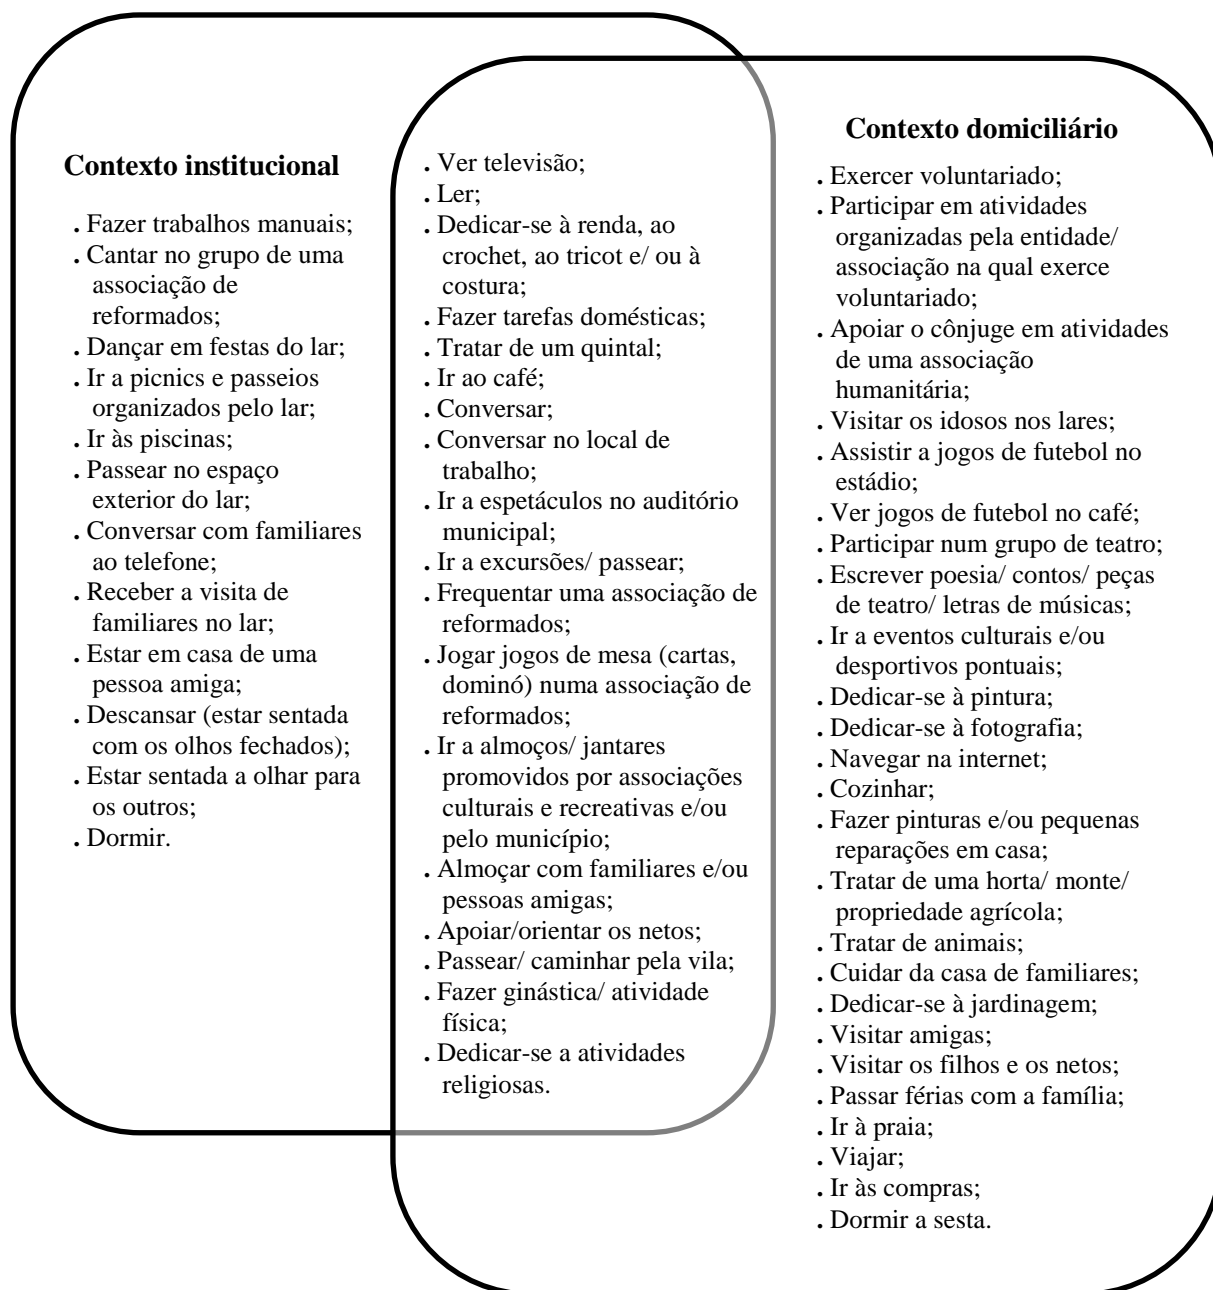 Contexto institucional
. Fazer trabalhos manuais;
. Cantar no grupo de uma
associação de
reformados;
. Dançar em festas do lar;
. Ir a picnics e passeios
organizados pelo lar;
. Ir às piscinas;
. Passear no espaço
exterior do lar;
. Conversar com familiares
ao telefone;
. Receber a visita de
familiares no lar;
. Estar em casa de uma
pessoa amiga;
. Descansar (estar sentada
com os olhos fechados);
. Estar sentada a olhar para
os outros;
. Dormir.
. Ver televisão;
. Ler;
. Dedicar-se à renda, ao
crochet, ao tricot e/ ou à
costura;
. Fazer tarefas domésticas;
. Tratar de um quintal;
. Ir ao café;
. Conversar;
. Conversar no local de
trabalho;
. Ir a espetáculos no auditório
municipal;
. Ir a excursões/ passear;
. Frequentar uma associação de
reformados;
. Jogar jogos de mesa (cartas,
dominó) numa associação de
reformados;
. Ir a almoços/ jantares
promovidos por associações
culturais e recreativas e/ou
pelo município;
. Almoçar com familiares e/ou
pessoas amigas;
. Apoiar/orientar os netos;
. Passear/ caminhar pela vila;
. Fazer ginástica/ atividade
física;
. Dedicar-se a atividades
religiosas.
Contexto domiciliário
. Exercer voluntariado;
. Participar em atividades
organizadas pela entidade/
associação na qual exerce
voluntariado;
. Apoiar o cônjuge em atividades
de uma associação
humanitária;
. Visitar os idosos nos lares;
. Assistir a jogos de futebol no
estádio;
. Ver jogos de futebol no café;
. Participar num grupo de teatro;
. Escrever poesia/ contos/ peças
de teatro/ letras de músicas;
. Ir a eventos culturais e/ou
desportivos pontuais;
. Dedicar-se à pintura;
. Dedicar-se à fotografia;
. Navegar na internet;
. Cozinhar;
. Fazer pinturas e/ou pequenas
reparações em casa;
. Tratar de uma horta/ monte/
propriedade agrícola;
. Tratar de animais;
. Cuidar da casa de familiares;
. Dedicar-se à jardinagem;
. Visitar amigas;
. Visitar os filhos e os netos;
. Passar férias com a família;
. Ir à praia;
. Viajar;
. Ir às compras;
. Dormir a sesta.